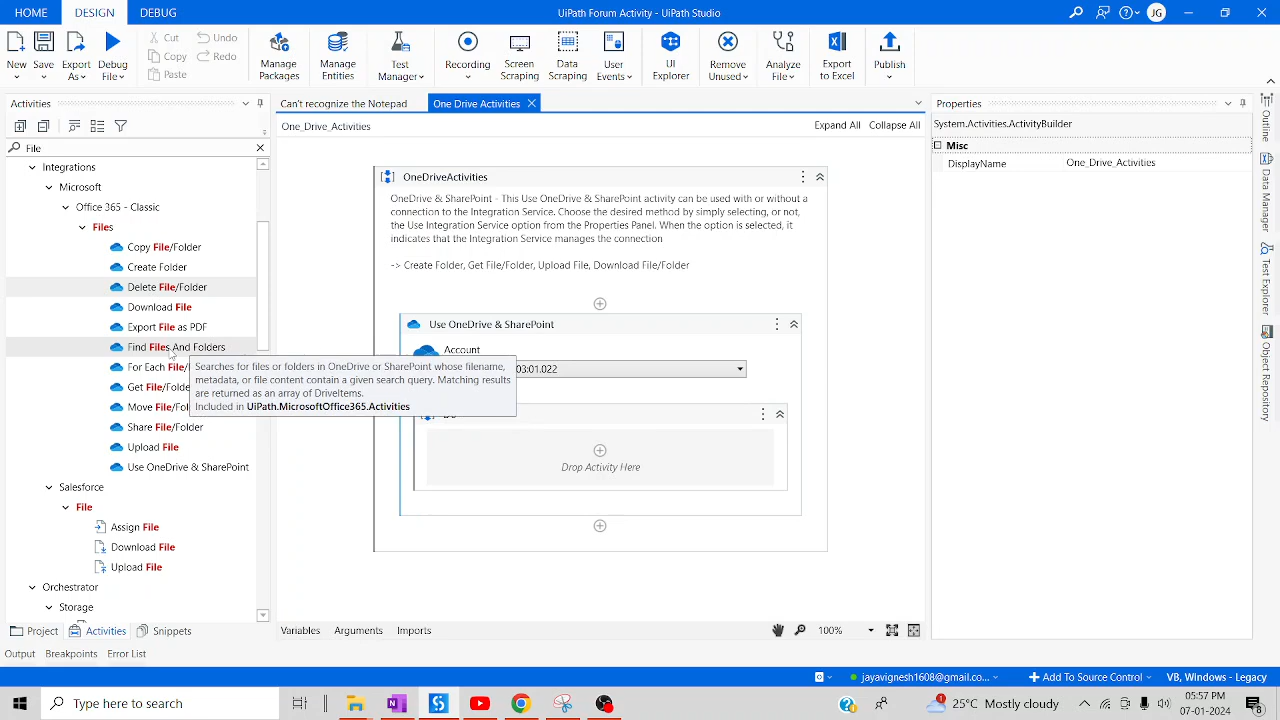 HOME DESIGN DEBUG UiPath Forum Activity - UiPath Studio JG
New Save Export As Debug File Cut Copy Paste Undo Redo Manage Packages Manage Entities Test Manager Recording Screen Scraping Data Scraping User Events UI Explorer Remove Unused Analyze File Export to Excel Publish
Activities
Can't recognize the Notepad One Drive Activities
Properties
File
One_Drive_Activities Expand All Collapse All
System.Activities.ActivityBuilder
Misc
DisplayName One_Drive_Activities
Integrations
Microsoft
Office 365 - Classic
Files
Copy File/Folder
Create Folder
Delete File/Folder
Download File
Export File as PDF
Find Files And Folders
For Each File/
Get File/Folde
Move File/Fol
Share File/Folder
Upload File
Use OneDrive & SharePoint
Salesforce
File
Assign File
Download File
Upload File
Orchestrator
Storage
OneDriveActivities
OneDrive & SharePoint - This Use OneDrive & SharePoint activity can be used with or without a
connection to the Integration Service. Choose the desired method by simply selecting, or not,
the Use Integration Service option from the Properties Panel. When the option is selected, it
indicates that the Integration Service manages the connection
-> Create Folder, Get File/Folder, Upload File, Download File/Folder
Use OneDrive & SharePoint
Account
03:01.022
Searches for files or folders in OneDrive or SharePoint whose filename,
metadata, or file content contain a given search query. Matching results
are returned as an array of DriveItems.
Included in UiPath.MicrosoftOffice365.Activities
Drop Activity Here
Outline
Data Manager
Test Explorer
Object Repository
Project Activities Snippets
Variables Arguments Imports 100%
Output Breakpoints Error List
jayavignesh1608@gmail.co... Add To Source Control VB, Windows - Legacy
Type here to search
25°C Mostly cloudy
05:57 PM
07-01-2024
6